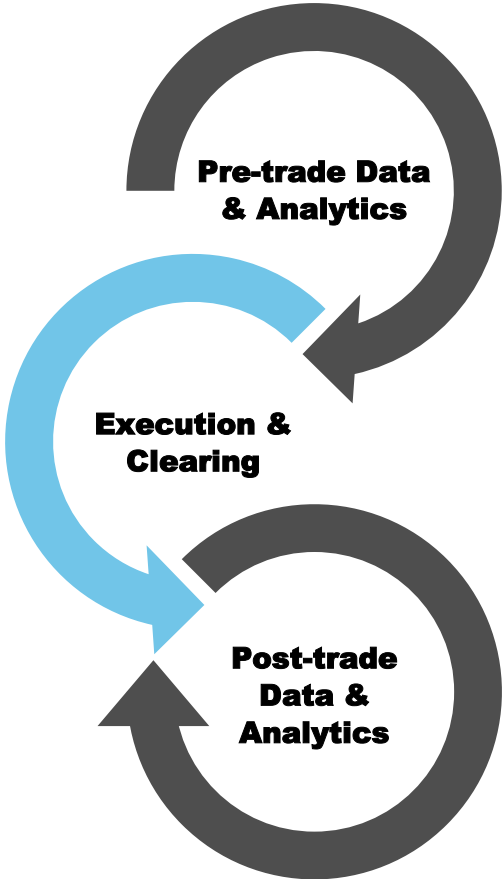 Pre-trade Data
& Analytics
Execution &
Clearing
Post-trade
Data &
Analytics